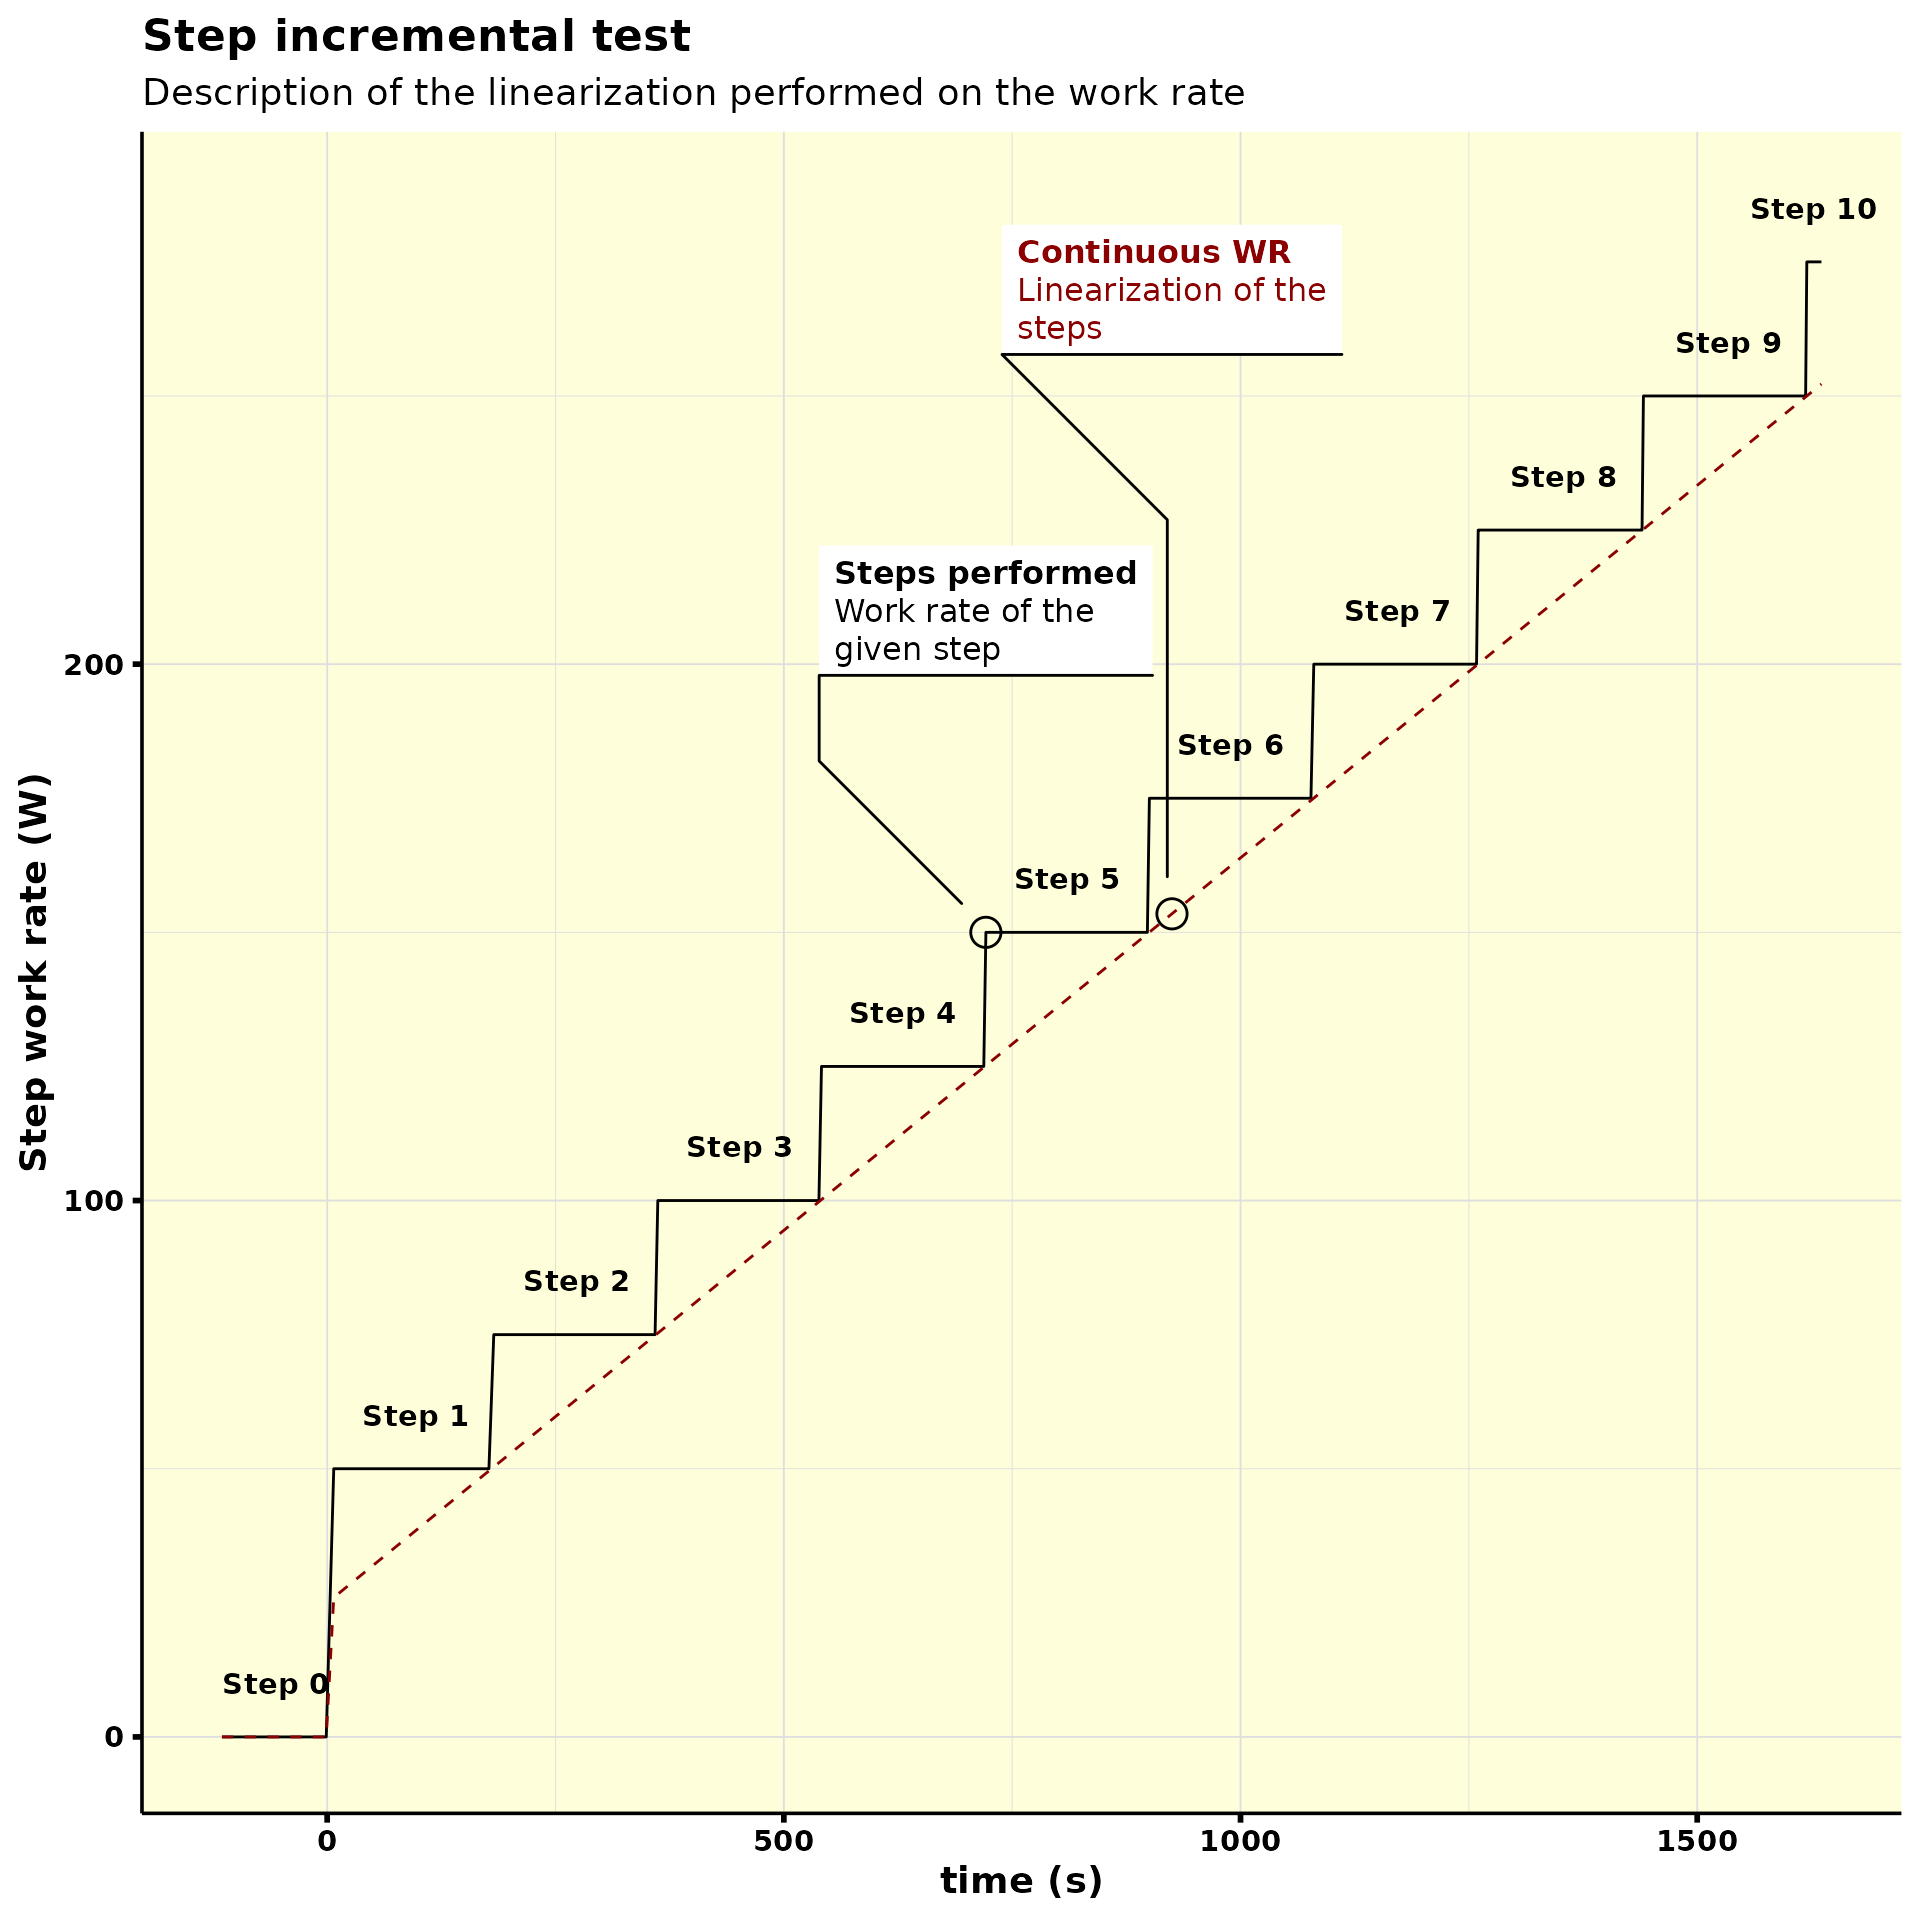 Step incremental test
Description of the linearization performed on the work rate
Step 10
Continuous WR
Linearization of the
steps
Step 9
Step 8
Steps performed
Work rate of the
given step
Step 7
200
Step 6
Step 5
Step 4
Step 3
100
Step 2
Step 1
Step 0
0
Step work rate (W)
0 500 1000 1500
time (s)